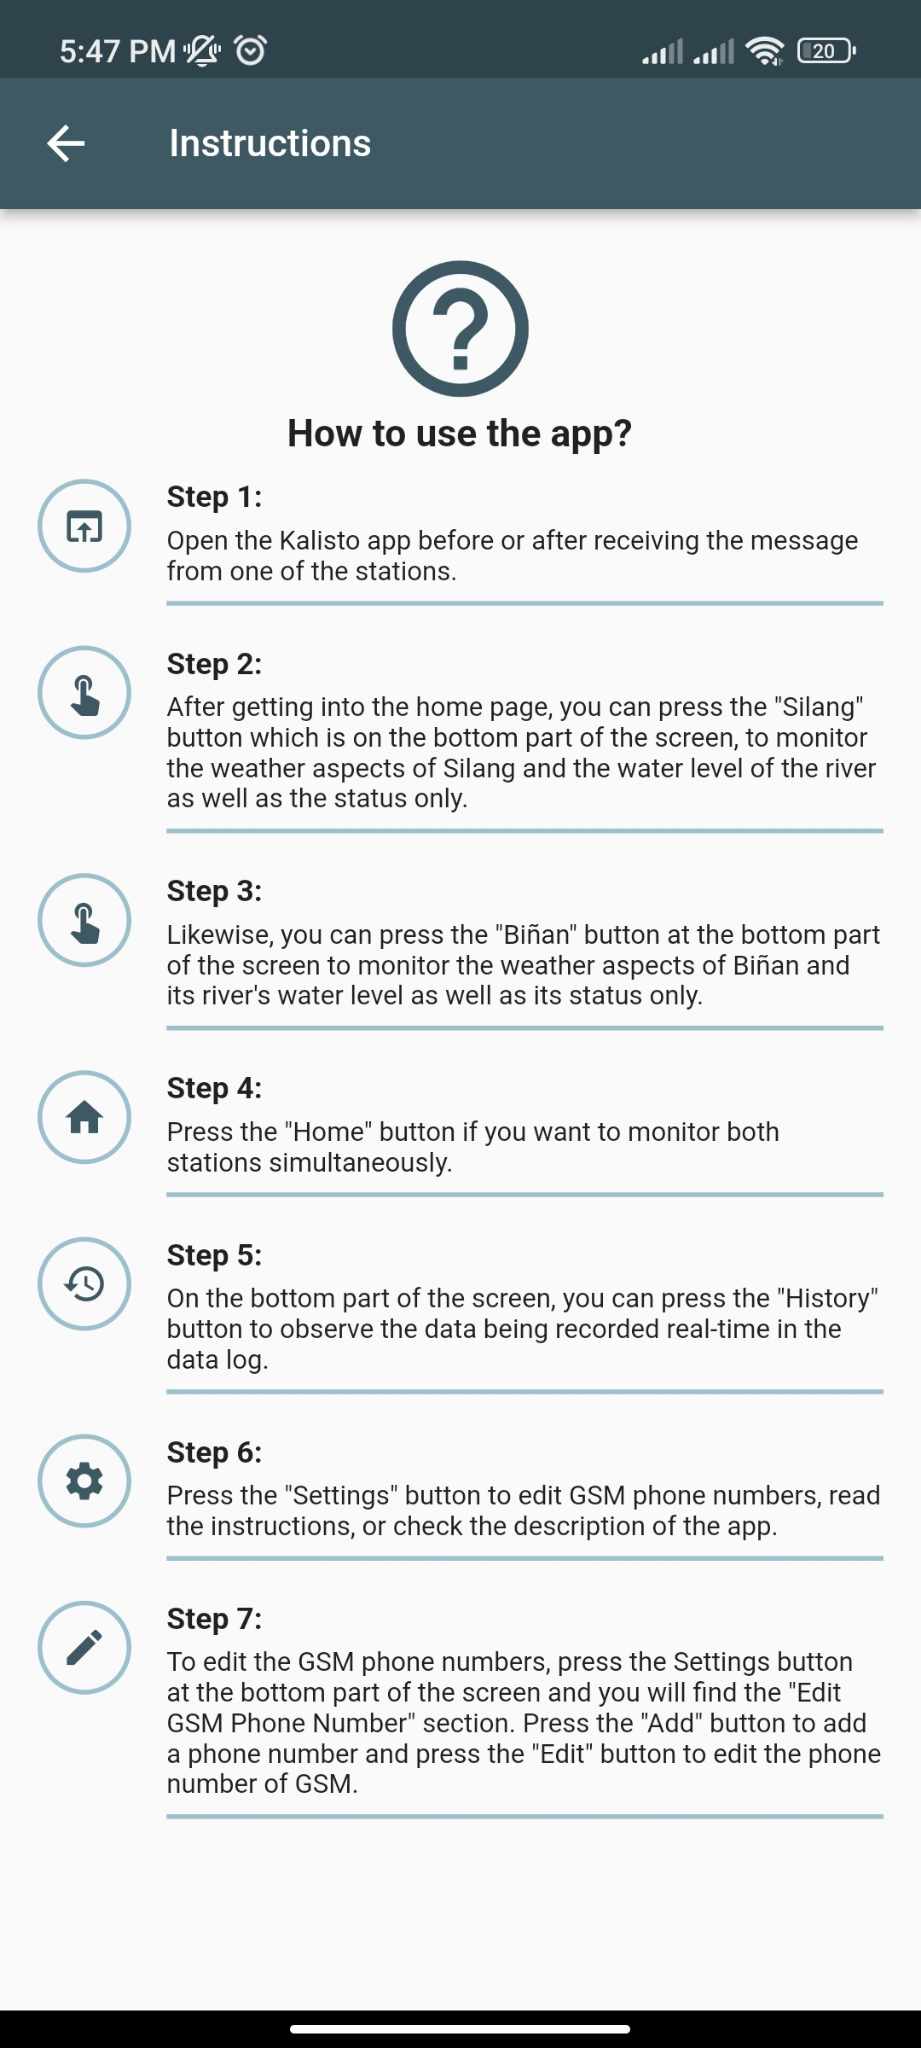 5:47 PM
20
Instructions
How to use the app?
Step 1:
Open the Kalisto app before or after receiving the message
from one of the stations.
Step 2:
After getting into the home page, you can press the "Silang"
button which is on the bottom part of the screen, to monitor
the weather aspects of Silang and the water level of the river
as well as the status only.
Step 3:
Likewise, you can press the "Biñan" button at the bottom part
of the screen to monitor the weather aspects of Biñan and
its river's water level as well as its status only.
Step 4:
Press the "Home" button if you want to monitor both
stations simultaneously.
Step 5:
On the bottom part of the screen, you can press the "History"
button to observe the data being recorded real-time in the
data log.
Step 6:
Press the "Settings" button to edit GSM phone numbers, read
the instructions, or check the description of the app.
Step 7:
To edit the GSM phone numbers, press the Settings button
at the bottom part of the screen and you will find the "Edit
GSM Phone Number" section. Press the "Add" button to add
a phone number and press the "Edit" button to edit the phone
number of GSM.